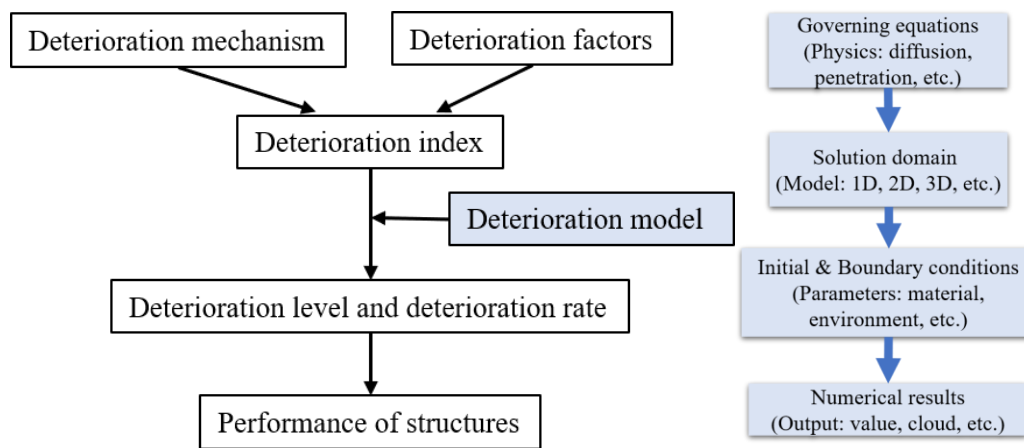 Deterioration mechanism
Deterioration factors
Deterioration index
Deterioration model
Deterioration level and deterioration rate
Performance of structures
Governing equations
(Physics: diffusion,
penetration, etc.)
Solution domain
(Model: 1D, 2D, 3D, etc.)
Initial & Boundary conditions
(Parameters: material,
environment, etc.)
Numerical results
(Output: value, cloud, etc.)